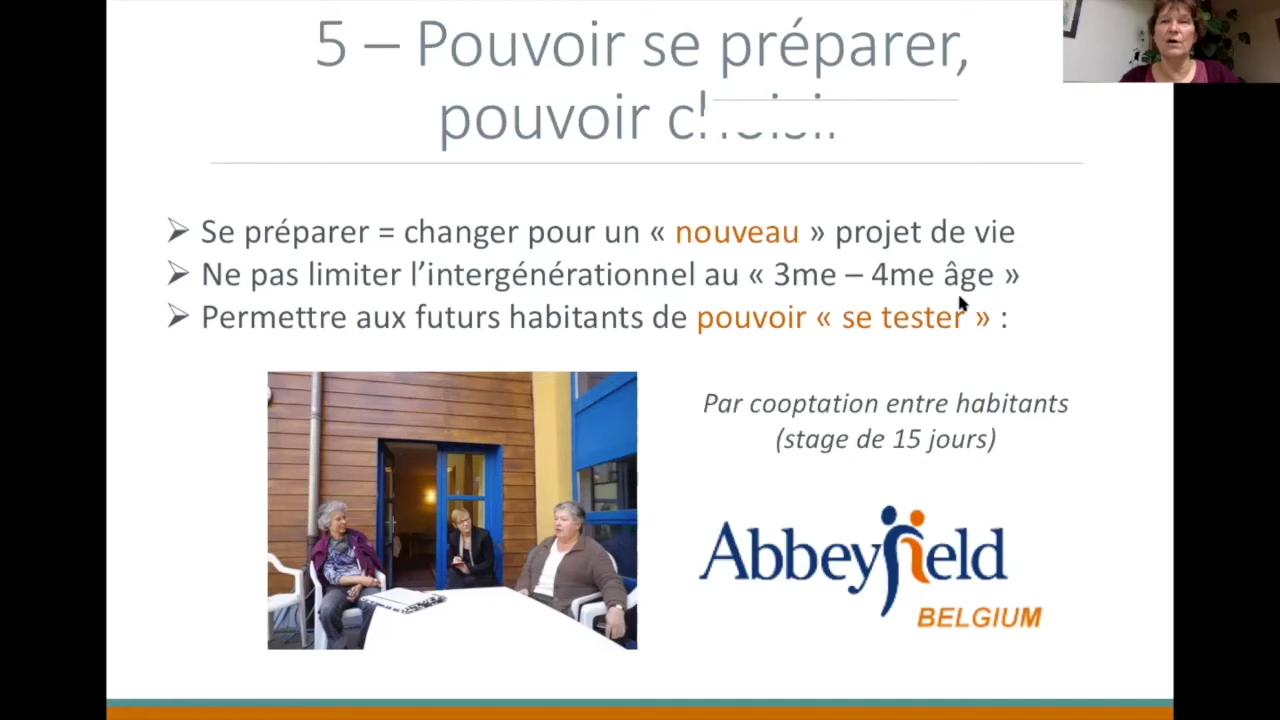 5 – Pouvoir se préparer,
pouvoir
➢ Se préparer = changer pour un « nouveau » projet de vie
➢ Ne pas limiter l’intergénérationnel au « 3me – 4me âge »
➢ Permettre aux futurs habitants de pouvoir « se tester » :
Par cooptation entre habitants
(stage de 15 jours)
Abbeyfield
BELGIUM